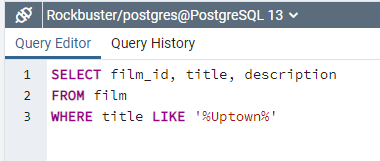 Rockbuster/postgres@PostgreSQL 13
Query Editor Query History
1 SELECT film_id, title, description
2 FROM film
3 WHERE title LIKE '%Uptown%'